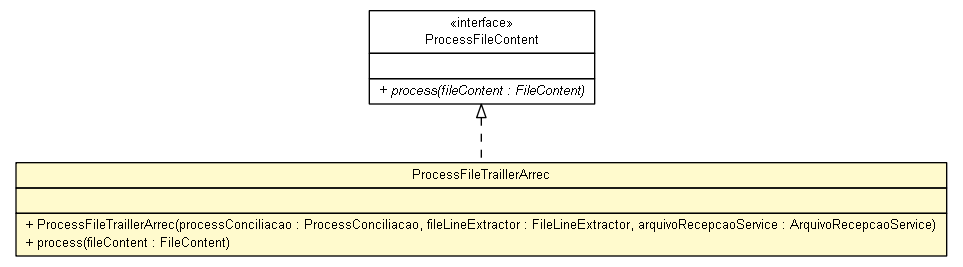 «interface»
ProcessFileContent
+ process(fileContent : FileContent)
ProcessFileTraillerArrec
+ ProcessFileTraillerArrec(processConciliacao : ProcessConciliacao, fileLineExtractor : FileLineExtractor, arquivoRecepcaoService : ArquivoRecepcaoService)
+ process(fileContent : FileContent)